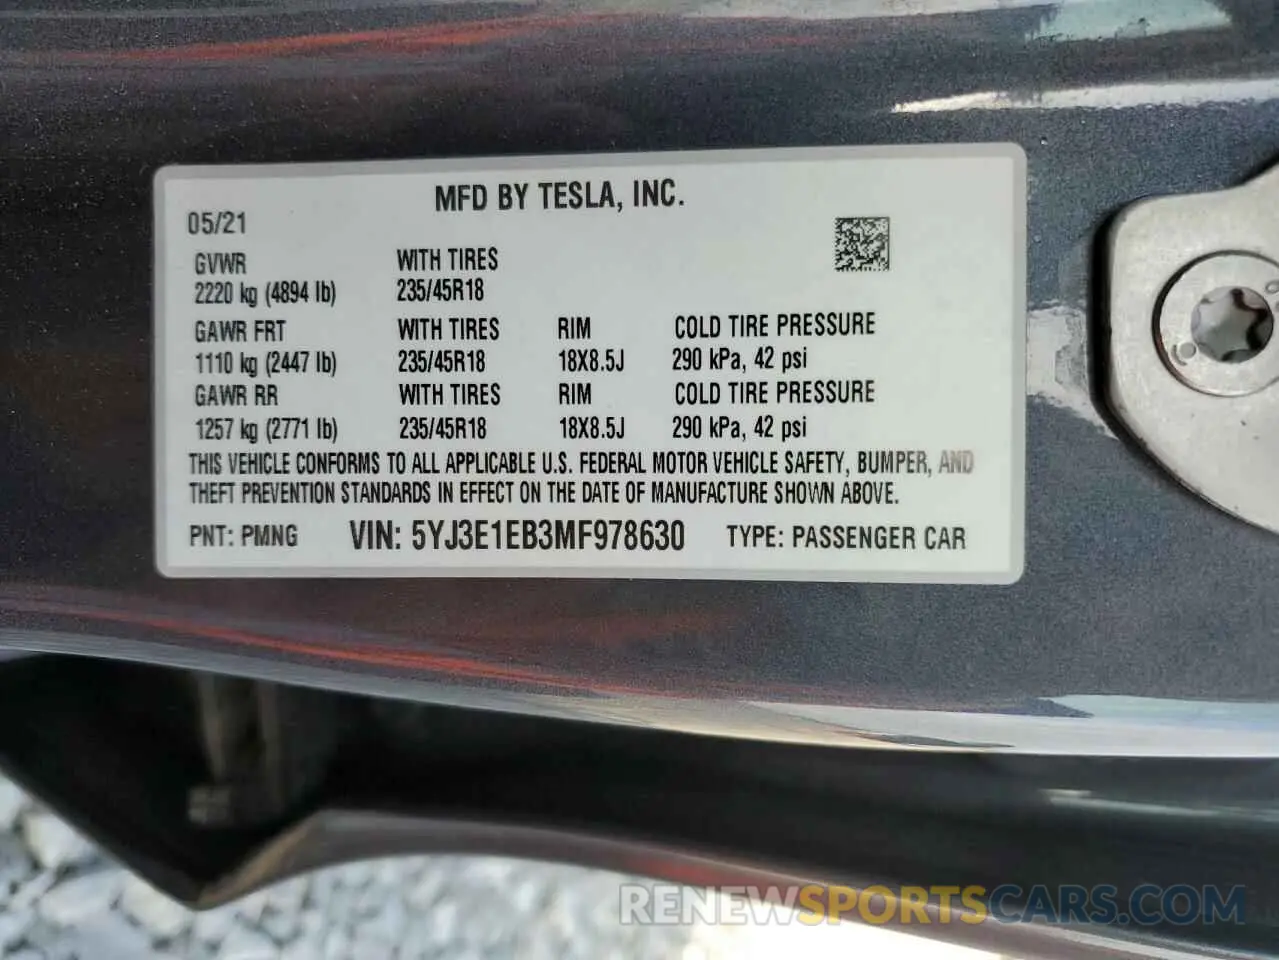 MFD BY TESLA, INC.
05/21
GVWR WITH TIRES
2220 kg (4894 lb) 235/45R18
GAWR FRT WITH TIRES RIM COLD TIRE PRESSURE
1110 kg (2447 lb) 235/45R18 18X8.5J 290 kPa, 42 psi
GAWR RR WITH TIRES RIM COLD TIRE PRESSURE
1257 kg (2771 lb) 235/45R18 18X8.5J 290 kPa, 42 psi
THIS VEHICLE CONFORMS TO ALL APPLICABLE U.S. FEDERAL MOTOR VEHICLE SAFETY, BUMPER, AND
THEFT PREVENTION STANDARDS IN EFFECT ON THE DATE OF MANUFACTURE SHOWN ABOVE.
PNT: PMNG VIN: 5YJ3E1EB3MF978630 TYPE: PASSENGER CAR
RENEWSPORTSCARS.COM